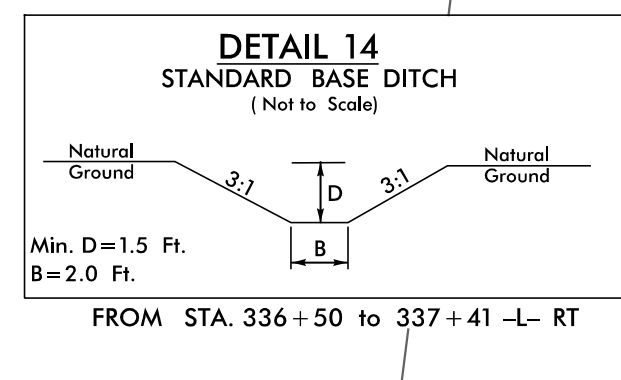 DETAIL 14
STANDARD BASE DITCH
( Not to Scale)
Natural
Ground
3:1
D
3:1
Natural
Ground
Min. D=1.5 Ft.
B
B=2.0 Ft.
FROM STA. 336+50 to 337+41 -L- RT